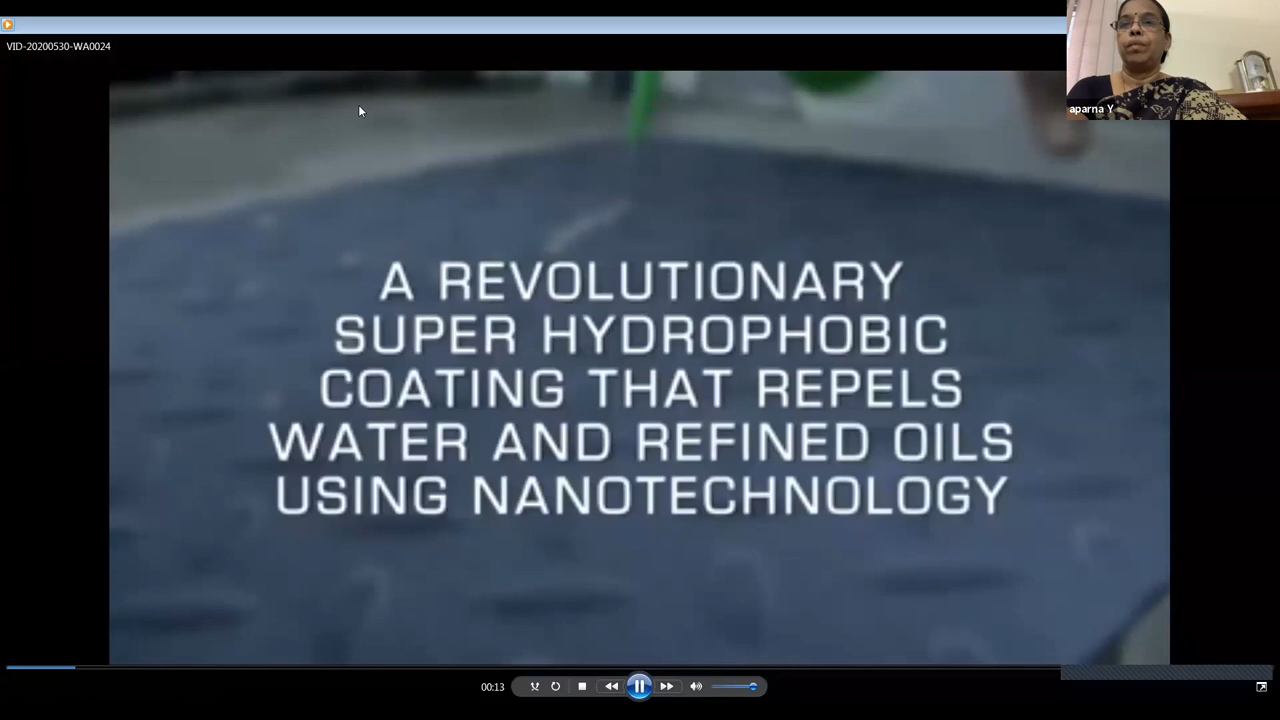 VID-20200530-WA0024
aparna Y
A REVOLUTIONARY
SUPER HYDROPHOBIC
COATING THAT REPELS
WATER AND REFINED OILS
USING NANOTECHNOLOGY
00:13